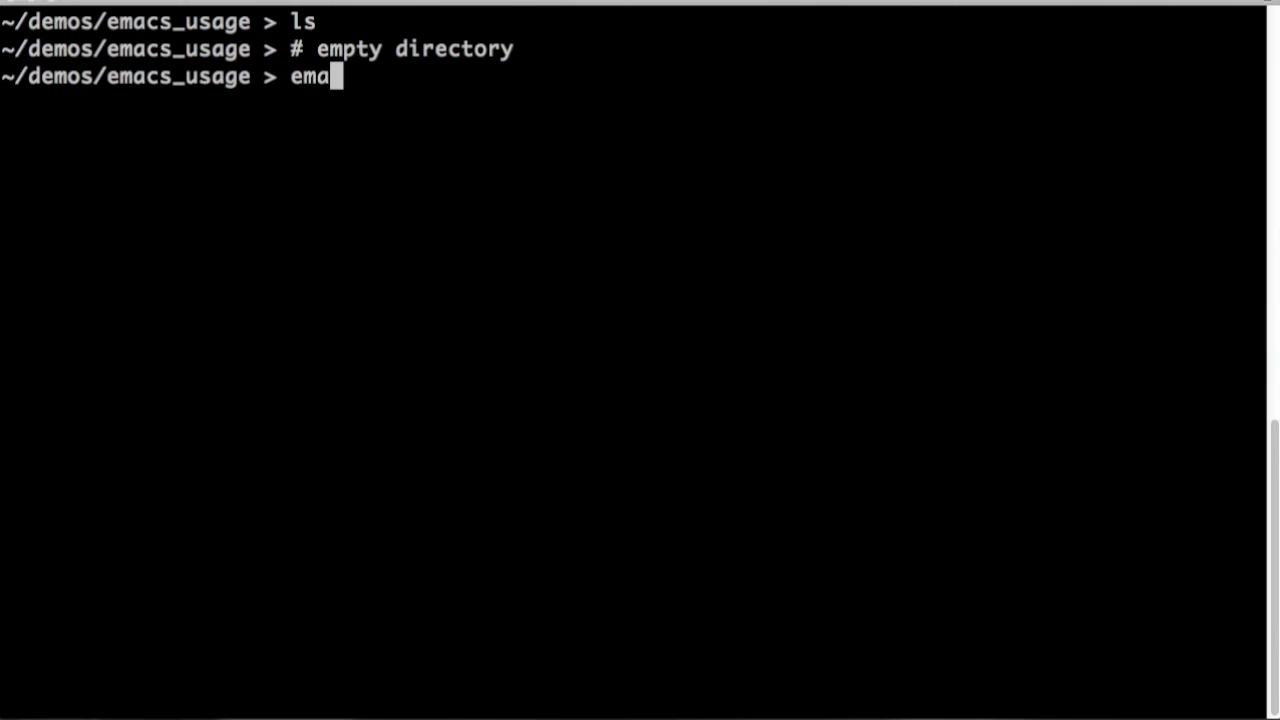 ~/demos/emacs_usage > ls
~/demos/emacs_usage > # empty directory
~/demos/emacs_usage > ema